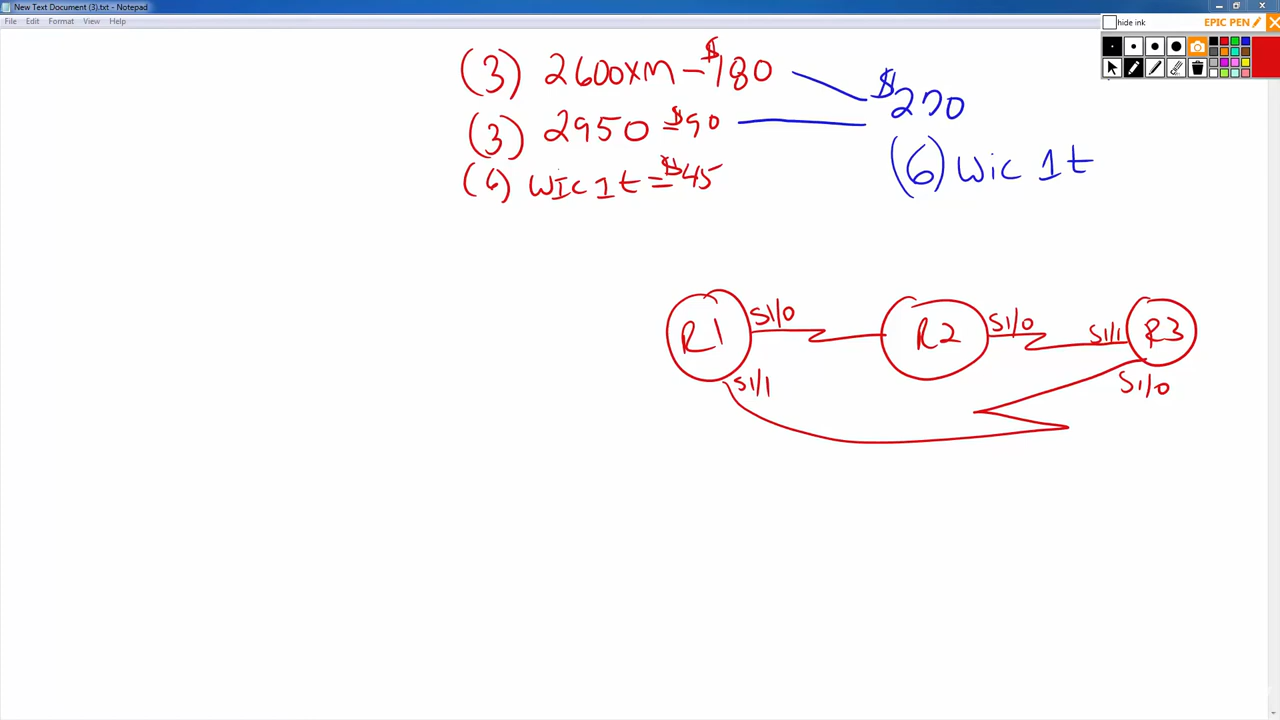 New Text Document (3).txt - Notepad
File Edit Format View Help
hide ink EPIC PEN
(3) 2600XM - $180
$270
(3) 2950 = $90
(6) Wic 1t
(6) WIC 1t = $45
R1 S1/0 R2 S1/0 S1/1 R3
S1/1 S1/0